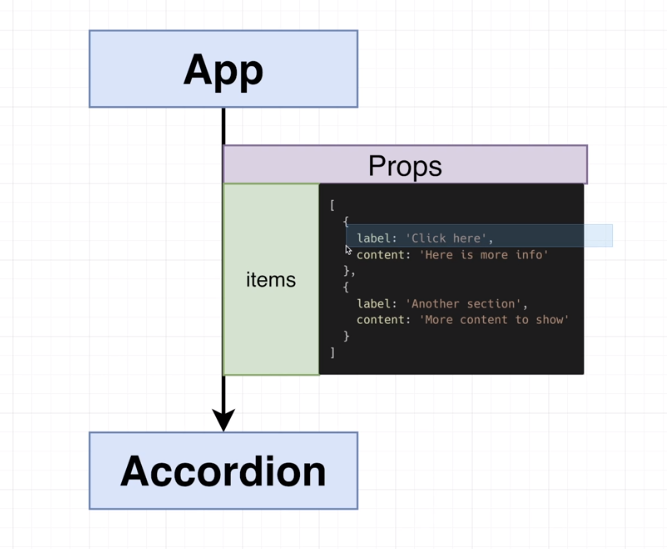 App
Props
items
[
{
label: 'Click here',
content: 'Here is more info'
},
{
label: 'Another section',
content: 'More content to show'
}
]
Accordion